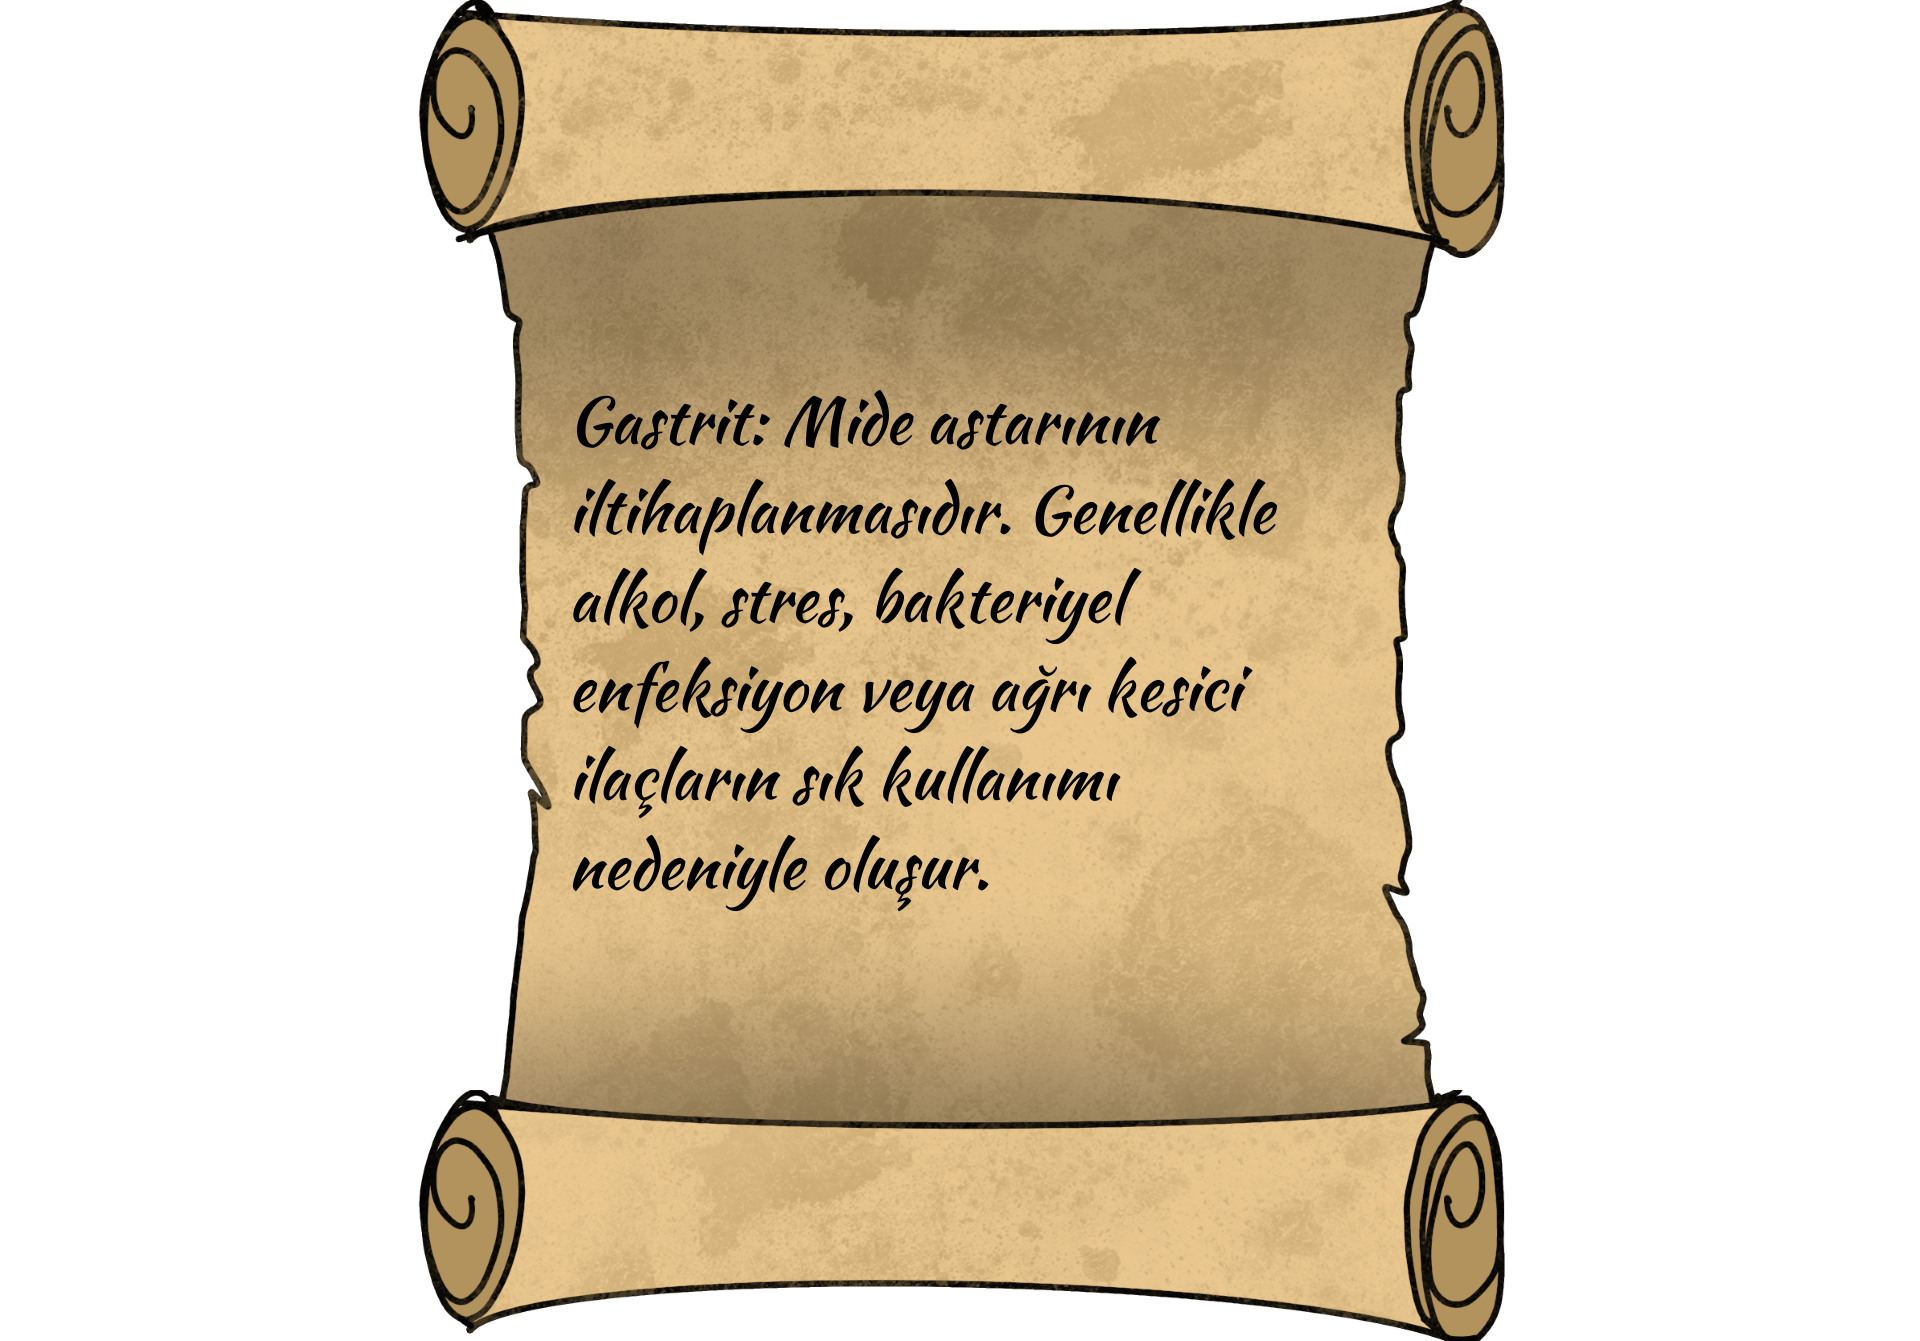 Gastrit: Mide astarının
iltihaplanmasıdır. Genellikle
alkol, stres, bakteriyel
enfeksiyon veya ağrı kesici
ilaçların sık kullanımı
nedeniyle oluşur.